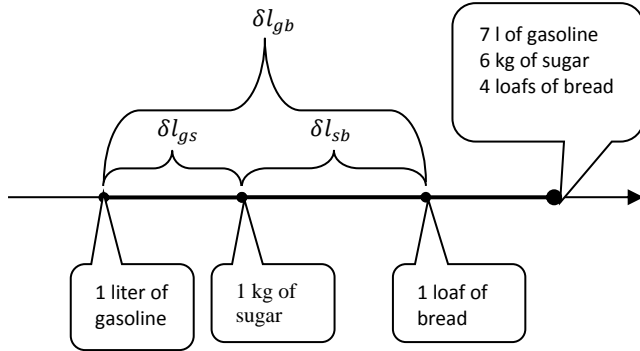 δl_gb
7 l of gasoline
6 kg of sugar
4 loafs of bread
δl_gs
δl_sb
1 liter of
gasoline
1 kg of
sugar
1 loaf of
bread